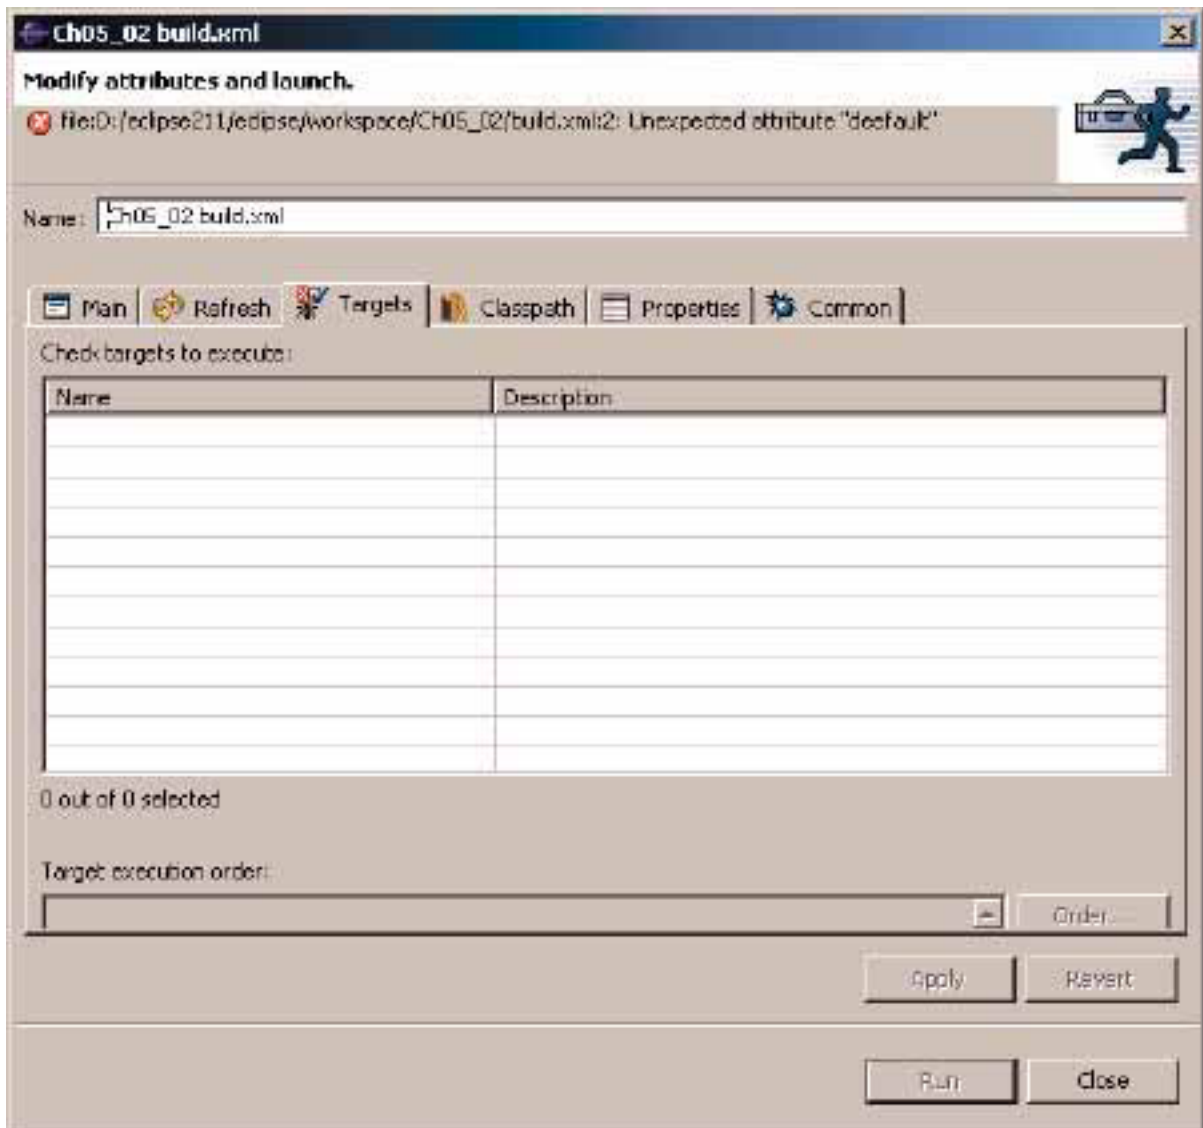 Ch05_02 build.xml
Modify attributes and launch.
file:D:/eclipse211/eclipse/workspace/Ch05_02/build.xml:2: Unexpected attribute "deefault"
Name: Ch05_02 build.xml
Main Refresh Targets Classpath Properties Common
Check targets to execute:
Name Description
0 out of 0 selected
Target execution order:
Order...
Apply Revert
Run Close